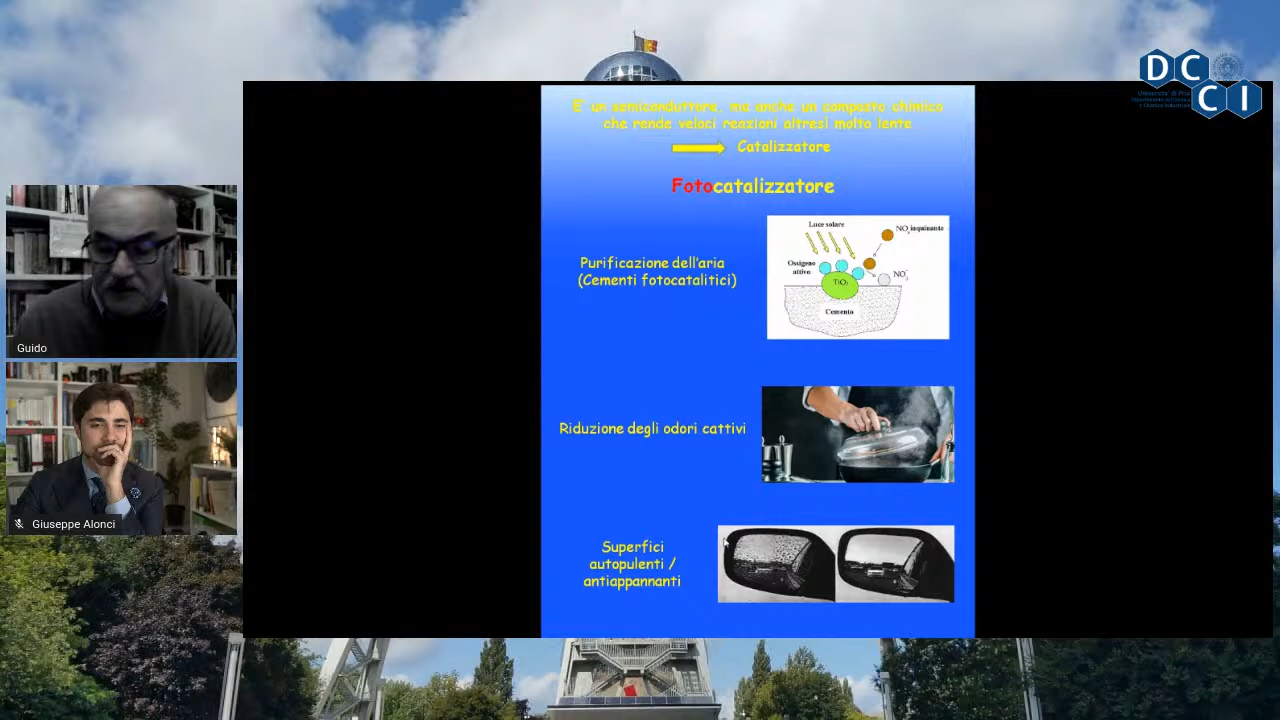 E' un semiconduttore, ma anche un composto chimico
che rende veloci reazioni altresì molto lente
Catalizzatore
Fotocatalizzatore
Purificazione dell'aria
(Cementi fotocatalitici)
Luce solare
NOx inquinante
Ossigeno
attivo
TiO2
NO3-
Cemento
Riduzione degli odori cattivi
Superfici
autopulenti /
antiappannanti
Guido
Giuseppe Alonci
DC
CI